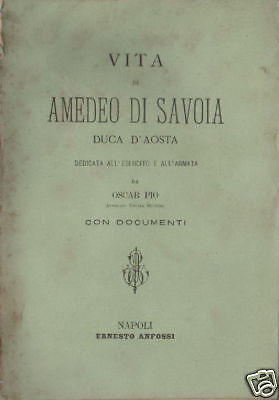 VITA
DI
AMEDEO DI SAVOIA
DUCA D'AOSTA
DEDICATA ALL'ESERCITO E ALL'ARMATA
DA
OSCAR PIO
CON DOCUMENTI
NAPOLI
ERNESTO ANFOSSI